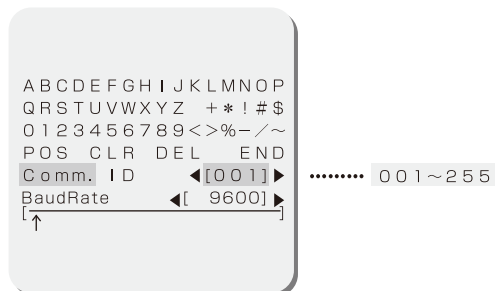 ABCDEFGHIJKLMNOP
QRSTUVWXYZ +*!#$
0123456789<>%-/~
POS CLR DEL END
Comm. ID ◀[001]▶ ········· 001~255
BaudRate ◀[ 9600]▶
[ ]
↑